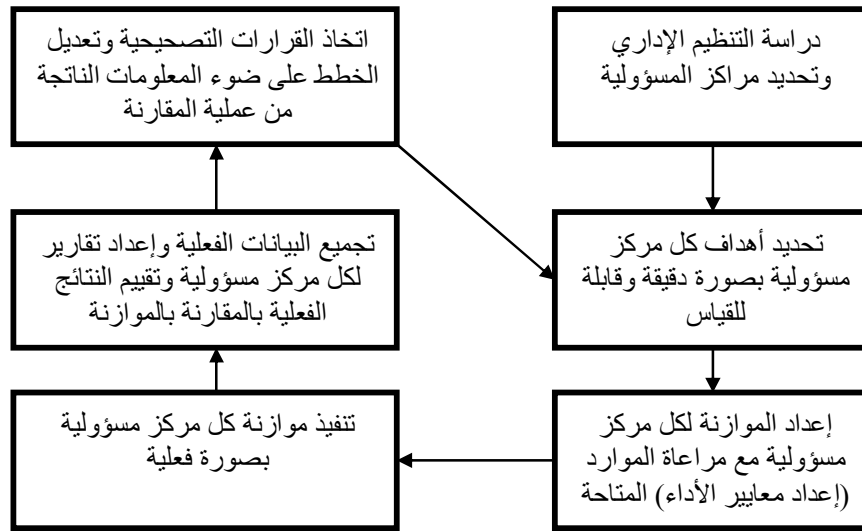 دراسة التنظيم الإداري
وتحديد مراكز المسؤولية
تحديد أهداف كل مركز
مسؤولية بصورة دقيقة وقابلة
للقياس
إعداد الموازنة لكل مركز
مسؤولية مع مراعاة الموارد
(إعداد معايير الأداء) المتاحة
تنفيذ موازنة كل مركز مسؤولية
بصورة فعلية
تجميع البيانات الفعلية وإعداد تقارير
لكل مركز مسؤولية وتقييم النتائج
الفعلية بالمقارنة بالموازنة
اتخاذ القرارات التصحيحية وتعديل
الخطط على ضوء المعلومات الناتجة
من عملية المقارنة